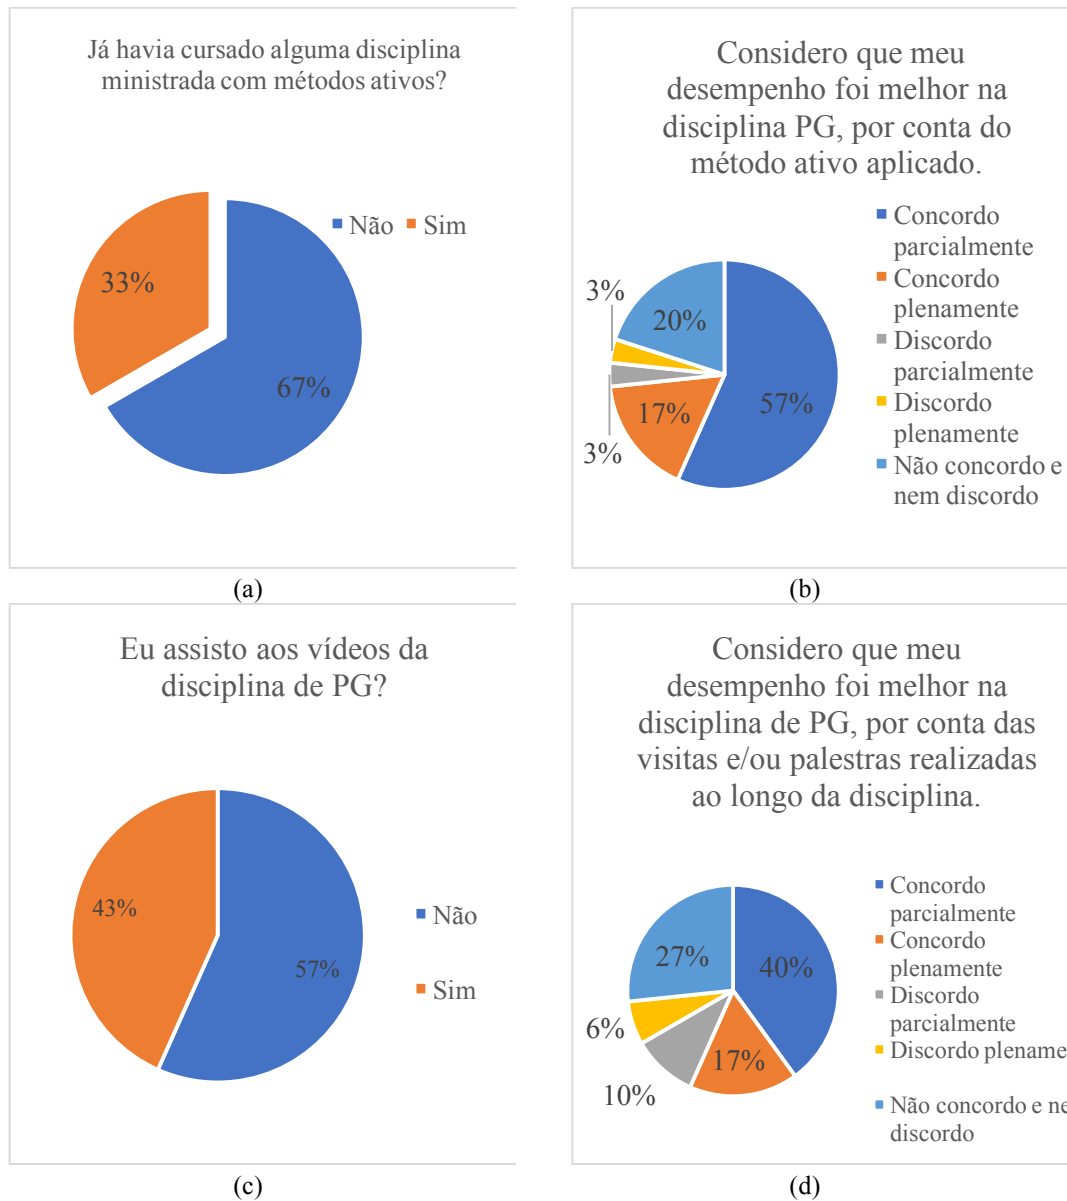 Já havia cursado alguma disciplina
ministrada com métodos ativos?
Não
Sim
33%
67%
(a)
Considero que meu
desempenho foi melhor na
disciplina PG, por conta do
método ativo aplicado.
Concordo
parcialmente
Concordo
plenamente
Discordo
parcialmente
Discordo
plenamente
Não concordo e
nem discordo
3%
20%
57%
17%
3%
(b)
Eu assisto aos vídeos da
disciplina de PG?
43%
57%
Não
Sim
(c)
Considero que meu
desempenho foi melhor na
disciplina de PG, por conta das
visitas e/ou palestras realizadas
ao longo da disciplina.
Concordo
parcialmente
Concordo
plenamente
Discordo
parcialmente
Discordo plename
Não concordo e ne
discordo
27%
40%
6%
17%
10%
(d)